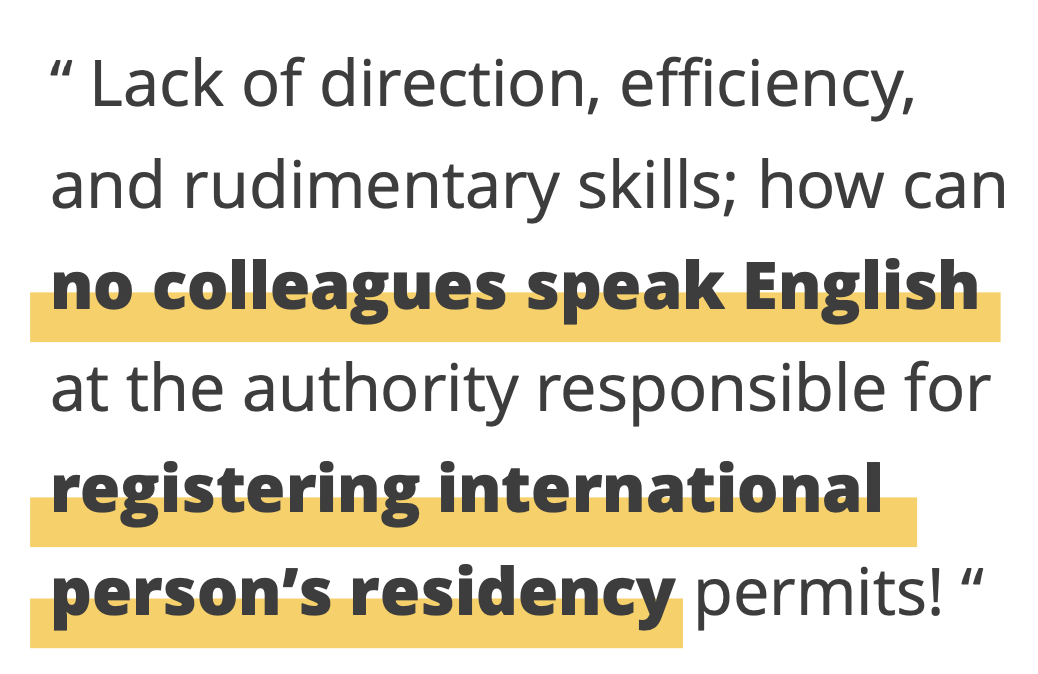 “ Lack of direction, efficiency,
and rudimentary skills; how can
no colleagues speak English
at the authority responsible for
registering international
person’s residency permits! “